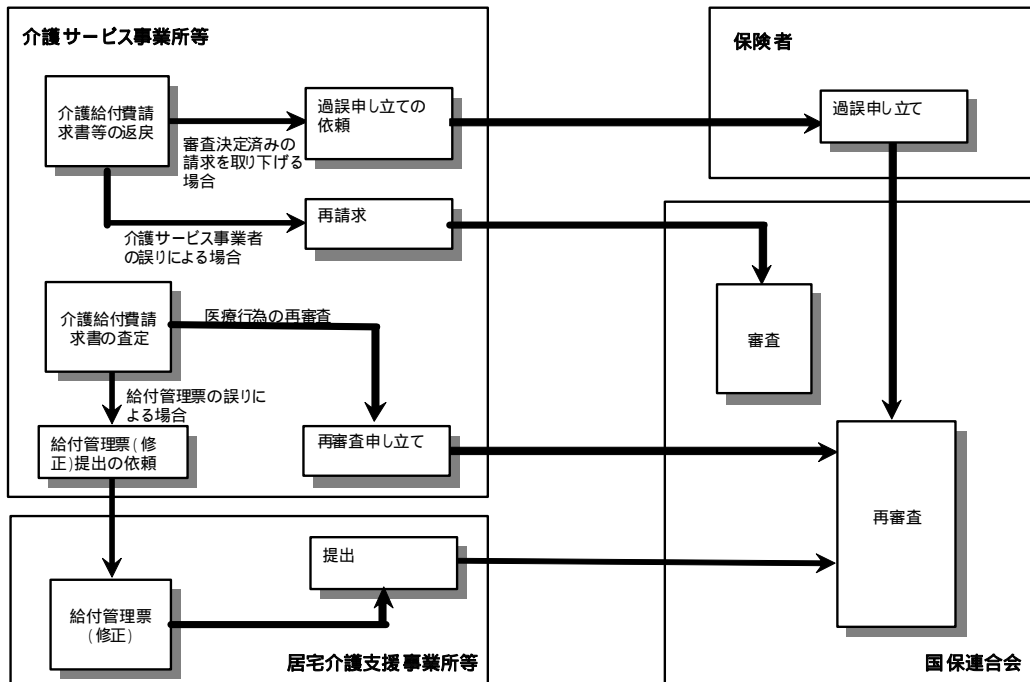 介護サービス事業所等
介護給付費請
求書等の返戻
過誤申し立ての
依頼
審査決定済みの
請求を取り下げる
場合
再請求
介護サービス事業者
の誤りによる場合
介護給付費請
求書の査定
医療行為の再審査
給付管理票の誤りに
よる場合
給付管理票(修
正)提出の依頼
再審査申し立て
提出
給付管理票
(修正)
居宅介護支援事業所等
保険者
過誤申し立て
審査
再審査
国保連合会